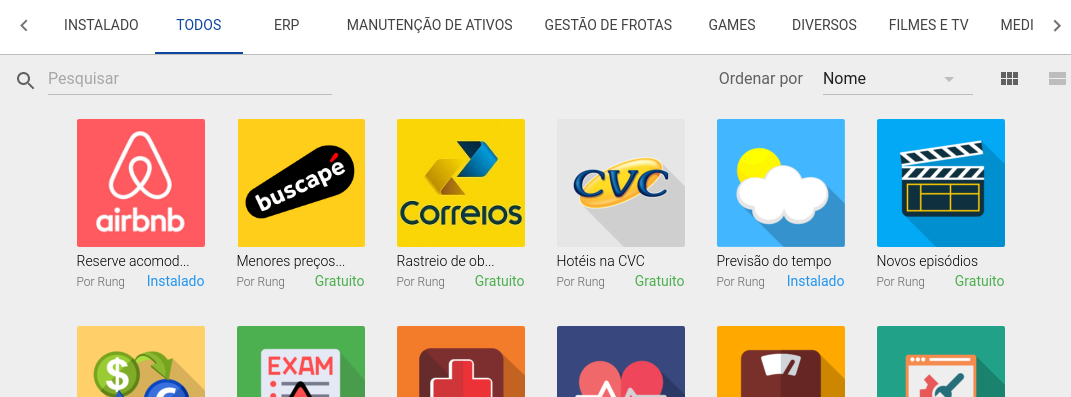 INSTALADO TODOS ERP MANUTENÇÃO DE ATIVOS GESTÃO DE FROTAS GAMES DIVERSOS FILMES E TV MEDI
Pesquisar Ordenar por Nome
airbnb buscapé Correios CVC
Reserve acomod... Menores preços... Rastreio de ob... Hotéis na CVC Previsão do tempo Novos episódios
Por Rung Instalado Por Rung Gratuito Por Rung Gratuito Por Rung Gratuito Por Rung Instalado Por Rung Gratuito
$ EXAM